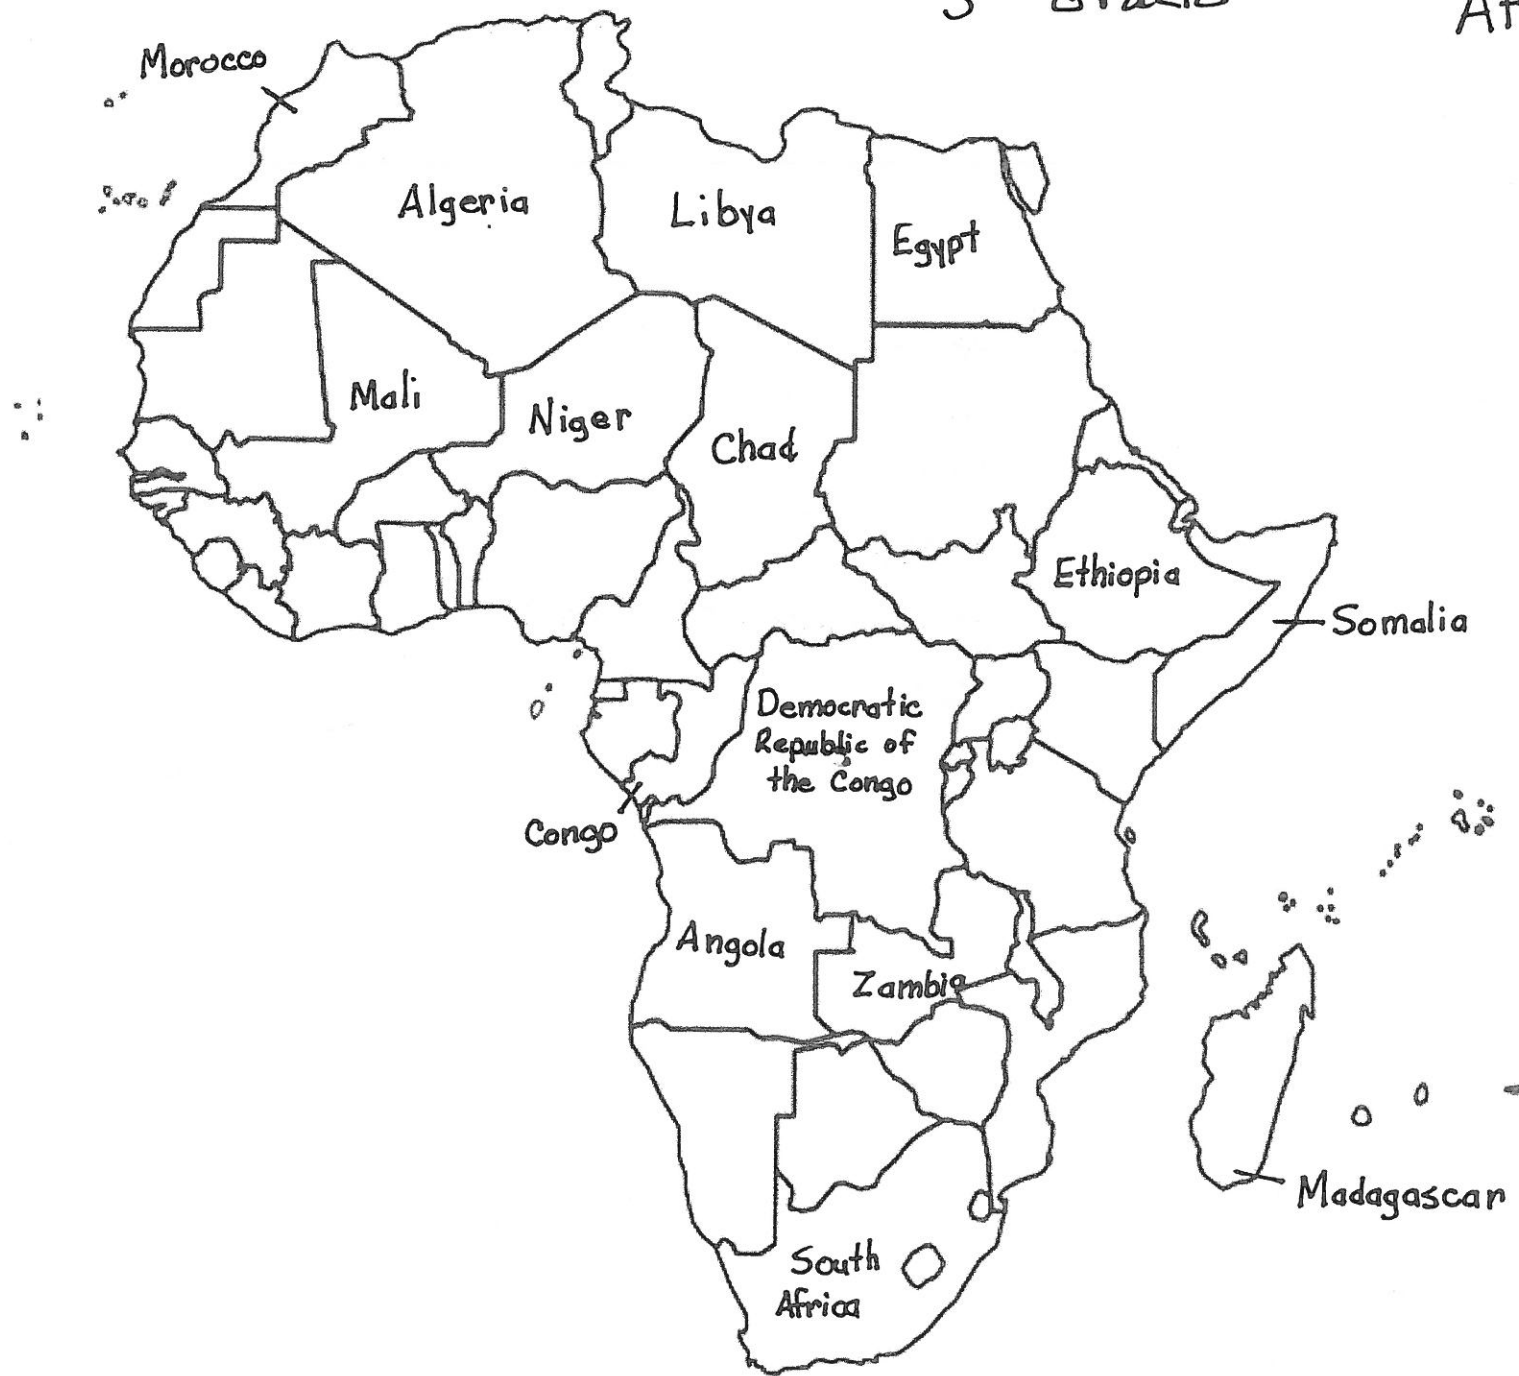 Morocco
Algeria
Libya
Egypt
Mali
Niger
Chad
Ethiopia
Somalia
Democratic
Republic of
the Congo
Congo
Angola
Zambia
Madagascar
South
Africa